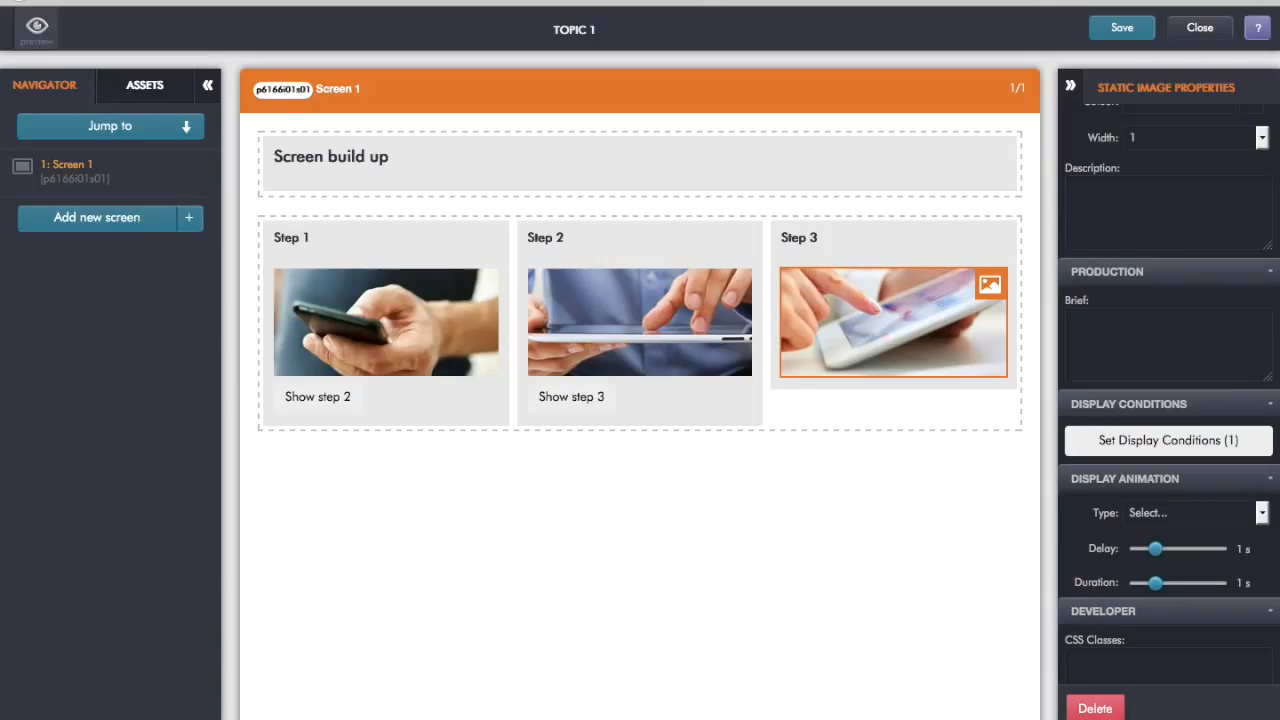 preview
TOPIC 1
Save
Close
?
NAVIGATOR
ASSETS
Jump to
1: Screen 1
[p6166i01s01]
Add new screen +
p6166i01s01 Screen 1
1/1
Screen build up
Step 1
Step 2
Step 3
Show step 2
Show step 3
STATIC IMAGE PROPERTIES
Width: 1
Description:
PRODUCTION
Brief:
DISPLAY CONDITIONS
Set Display Conditions (1)
DISPLAY ANIMATION
Type: Select...
Delay: 1 s
Duration: 1 s
DEVELOPER
CSS Classes:
Delete